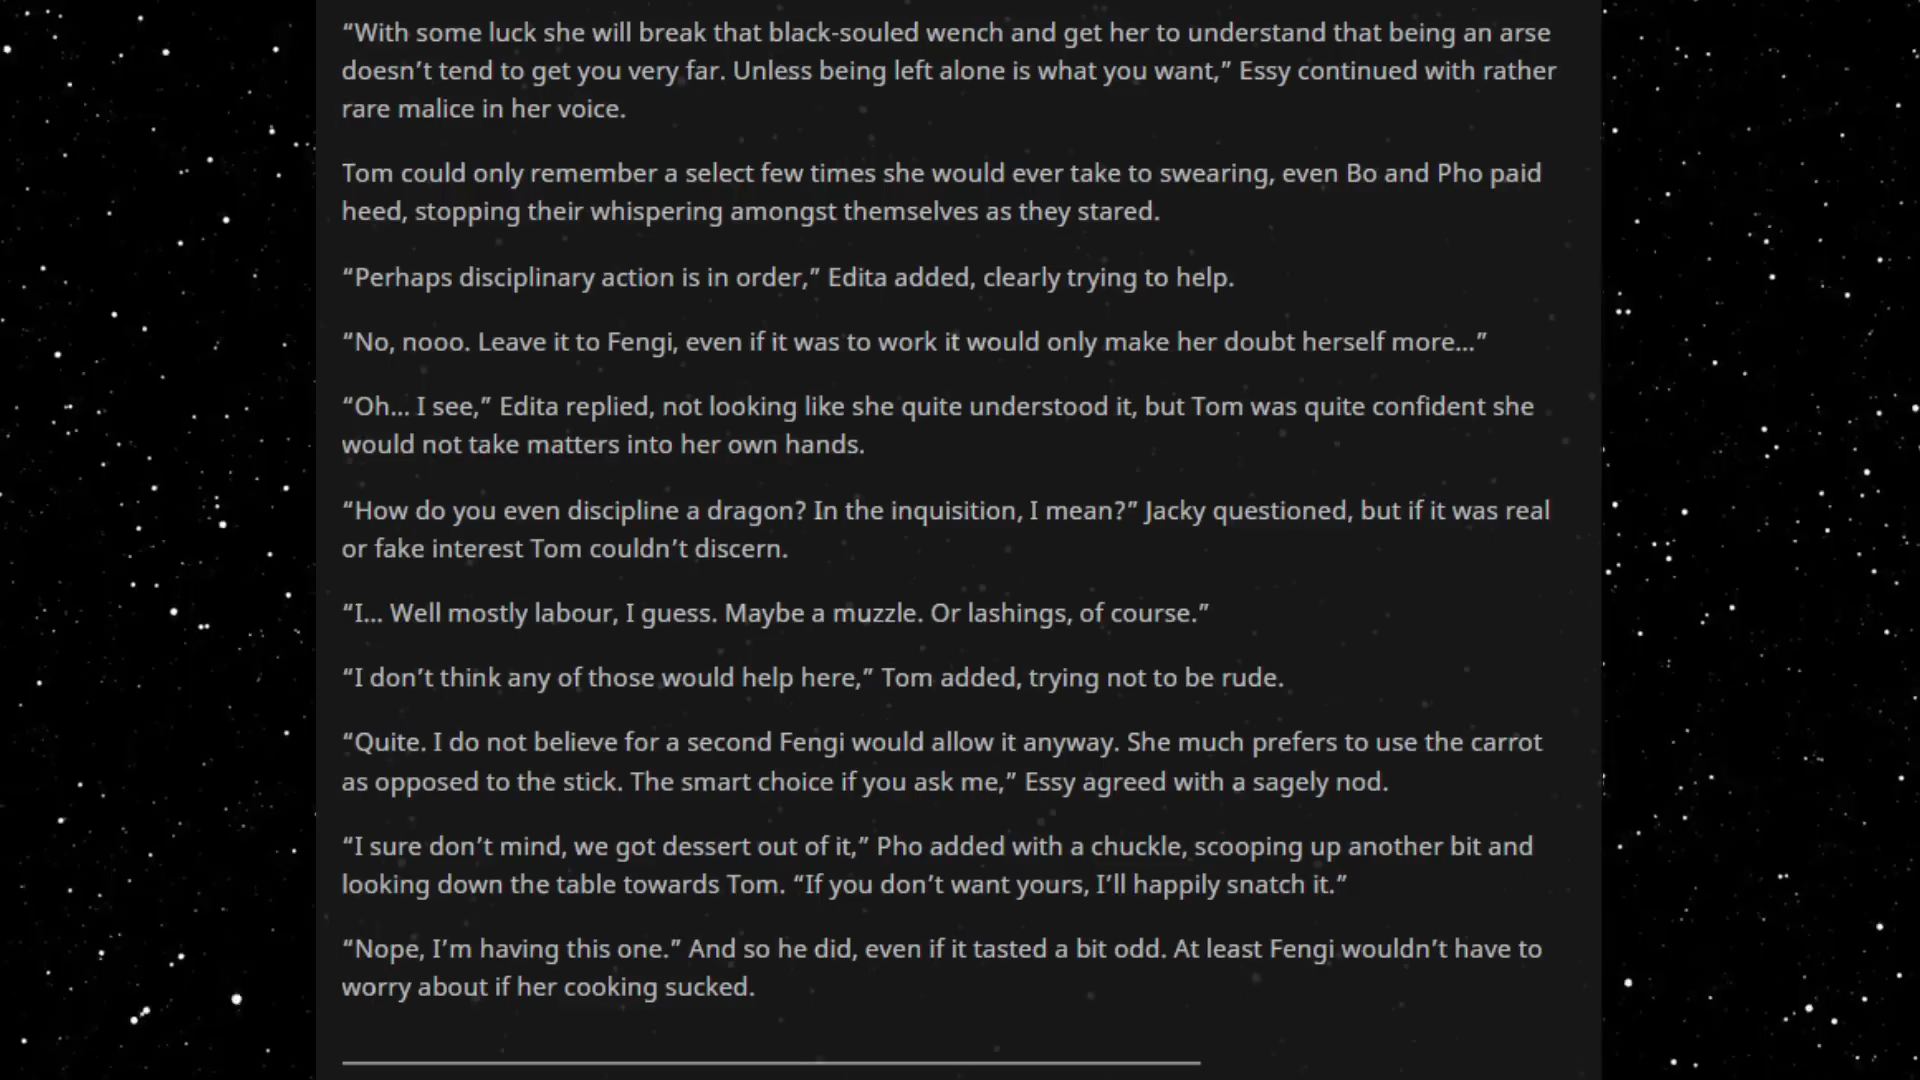 “With some luck she will break that black-souled wench and get her to understand that being an arse
doesn’t tend to get you very far. Unless being left alone is what you want,” Essy continued with rather
rare malice in her voice.
Tom could only remember a select few times she would ever take to swearing, even Bo and Pho paid
heed, stopping their whispering amongst themselves as they stared.
“Perhaps disciplinary action is in order,” Edita added, clearly trying to help.
“No, nooo. Leave it to Fengi, even if it was to work it would only make her doubt herself more…”
“Oh… I see,” Edita replied, not looking like she quite understood it, but Tom was quite confident she
would not take matters into her own hands.
“How do you even discipline a dragon? In the inquisition, I mean?” Jacky questioned, but if it was real
or fake interest Tom couldn’t discern.
“I… Well mostly labour, I guess. Maybe a muzzle. Or lashings, of course.”
“I don’t think any of those would help here,” Tom added, trying not to be rude.
“Quite. I do not believe for a second Fengi would allow it anyway. She much prefers to use the carrot
as opposed to the stick. The smart choice if you ask me,” Essy agreed with a sagely nod.
“I sure don’t mind, we got dessert out of it,” Pho added with a chuckle, scooping up another bit and
looking down the table towards Tom. “If you don’t want yours, I’ll happily snatch it.”
“Nope, I’m having this one.” And so he did, even if it tasted a bit odd. At least Fengi wouldn’t have to
worry about if her cooking sucked.